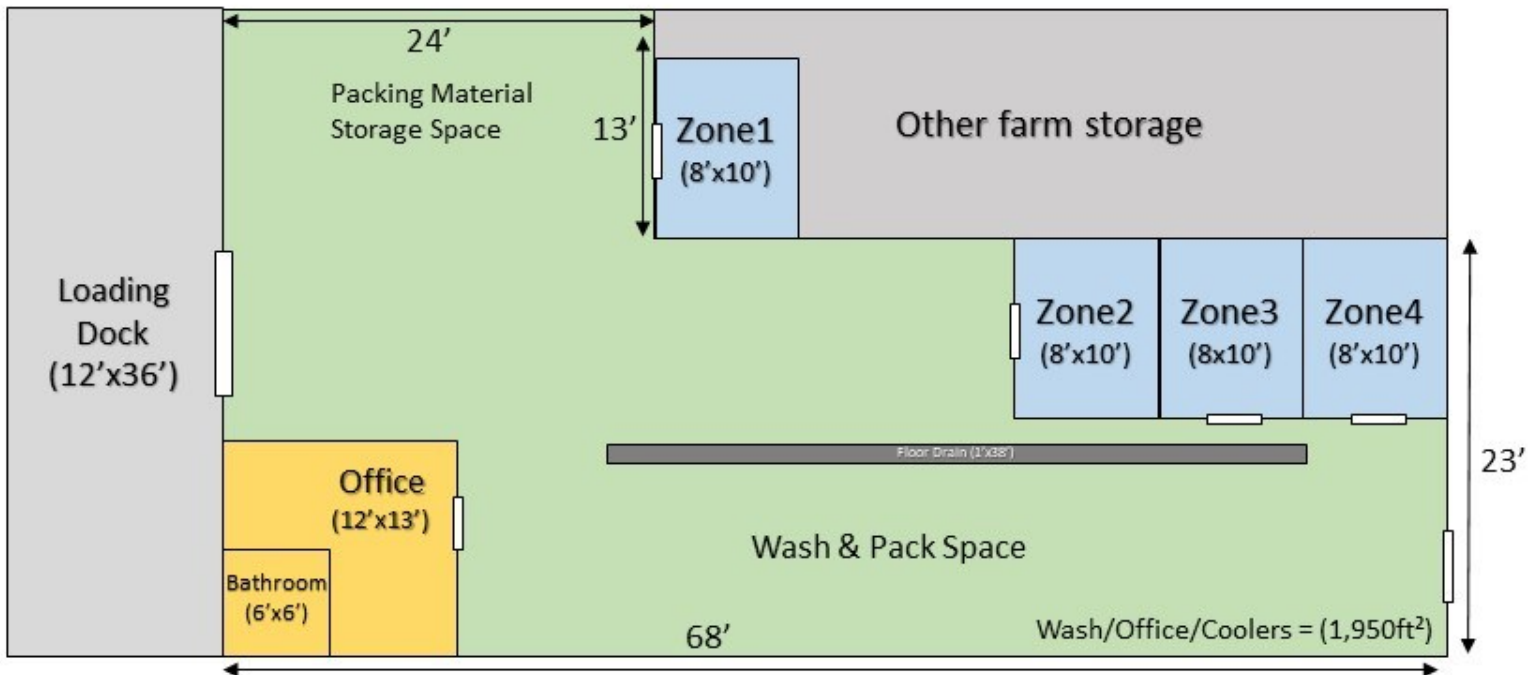 24’
Packing Material
Storage Space
13’
Zone1
(8’x10’)
Other farm storage
Loading
Dock
(12’x36’)
Zone2
(8’x10’)
Zone3
(8x10’)
Zone4
(8’x10’)
Floor Drain (1’x38’)
23’
Office
(12’x13’)
Wash & Pack Space
Bathroom
(6’x6’)
68’
Wash/Office/Coolers = (1,950ft²)